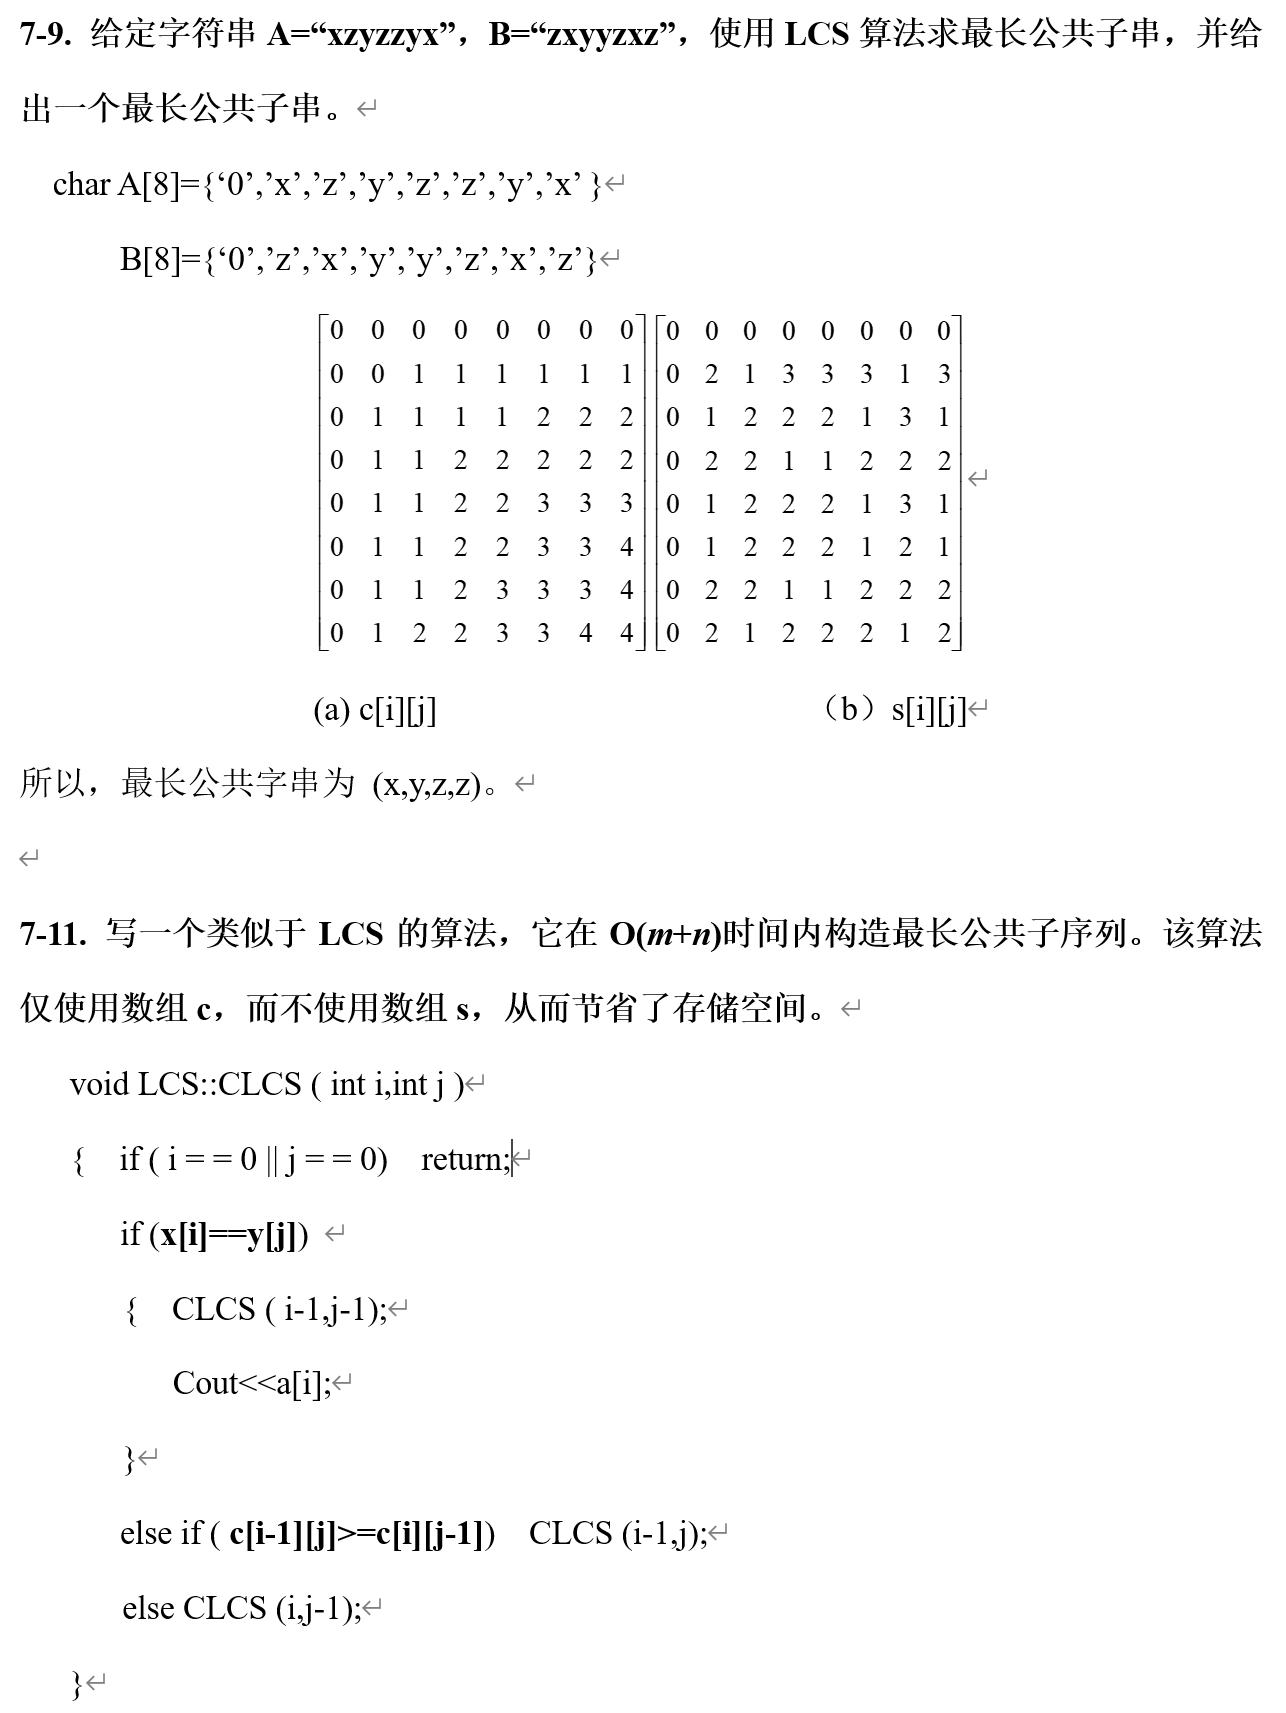 7-9. 给定字符串 A=“xzyzzyx”，B=“zxyyzxz”，使用 LCS 算法求最长公共子串，并给
出一个最长公共子串。
char A[8]={‘0’,’x’,’z’,’y’,’z’,’z’,’y’,’x’ }
B[8]={‘0’,’z’,’x’,’y’,’y’,’z’,’x’,’z’}
0 0 0 0 0 0 0 0 0 0 0 0 0 0 0 0
0 0 1 1 1 1 1 1 0 2 1 3 3 3 1 3
0 1 1 1 1 2 2 2 0 1 2 2 2 1 3 1
0 1 1 2 2 2 2 2 0 2 2 1 1 2 2 2
0 1 1 2 2 3 3 3 0 1 2 2 2 1 3 1
0 1 1 2 2 3 3 4 0 1 2 2 2 1 2 1
0 1 1 2 3 3 3 4 0 2 2 1 1 2 2 2
0 1 2 2 3 3 4 4 0 2 1 2 2 2 1 2
(a) c[i][j] （b）s[i][j]
所以，最长公共字串为 (x,y,z,z)。
7-11. 写一个类似于 LCS 的算法，它在 O(m+n)时间内构造最长公共子序列。该算法
仅使用数组 c，而不使用数组 s，从而节省了存储空间。
void LCS::CLCS ( int i,int j )
{ if ( i = = 0 || j = = 0) return;
if (x[i]==y[j])
{ CLCS ( i-1,j-1);
Cout<<a[i];
}
else if ( c[i-1][j]>=c[i][j-1]) CLCS (i-1,j);
else CLCS (i,j-1);
}